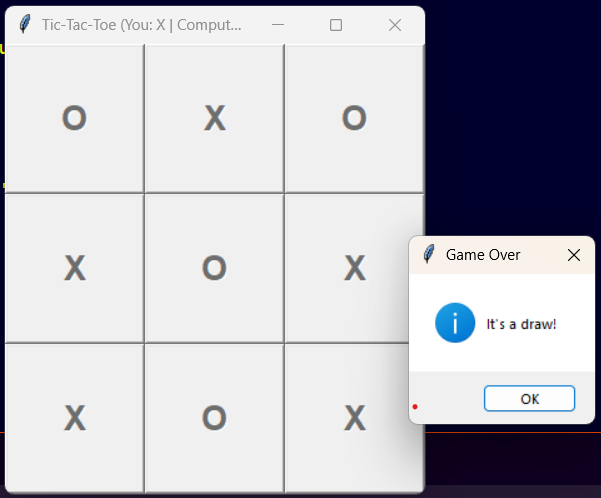 Tic-Tac-Toe (You: X | Comput...
O X O
X O X
X O X
Game Over
It's a draw!
OK